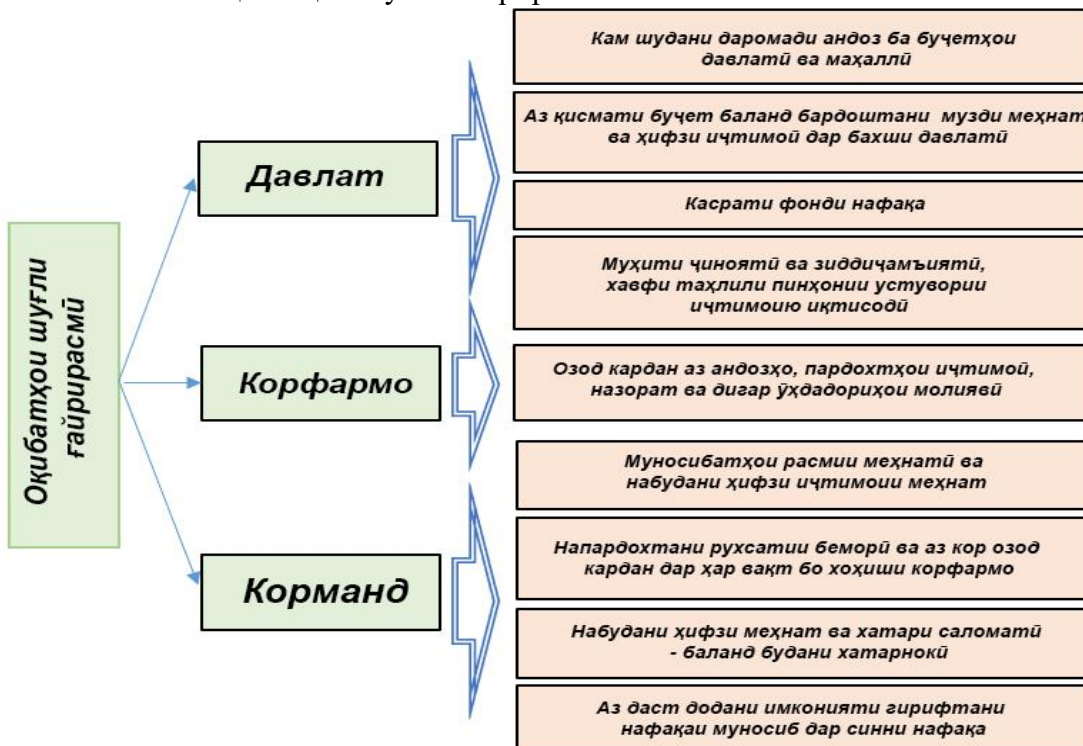 Оқибатҳои шуғли
ғайрирасмӣ
Давлат
Корфармо
Корманд
Кам шудани даромади андоз ба буҷетҳои
давлатӣ ва маҳаллӣ
Аз қисмати буҷет баланд бардоштани музди меҳнат
ва ҳифзи иҷтимоӣ дар бахши давлатӣ
Касрати фонди нафақа
Муҳити ҷиноятӣ ва зиддиҷамъиятӣ,
хавфи таҳлили пинҳонии устувории
иҷтимоию иқтисодӣ
Озод кардан аз андозҳо, пардохтҳои иҷтимоӣ,
назорат ва дигар ӯҳдадориҳои молиявӣ
Муносибатҳои расмии меҳнатӣ ва
набудани ҳифзи иҷтимоии меҳнат
Напардохтани рухсатии беморӣ ва аз кор озод
кардан дар ҳар вақт бо хоҳиши корфармо
Набудани ҳифзи меҳнат ва хатари саломатӣ
- баланд будани хатарнокӣ
Аз даст додани имконияти гирифтани
нафақаи муносиб дар синни нафақа